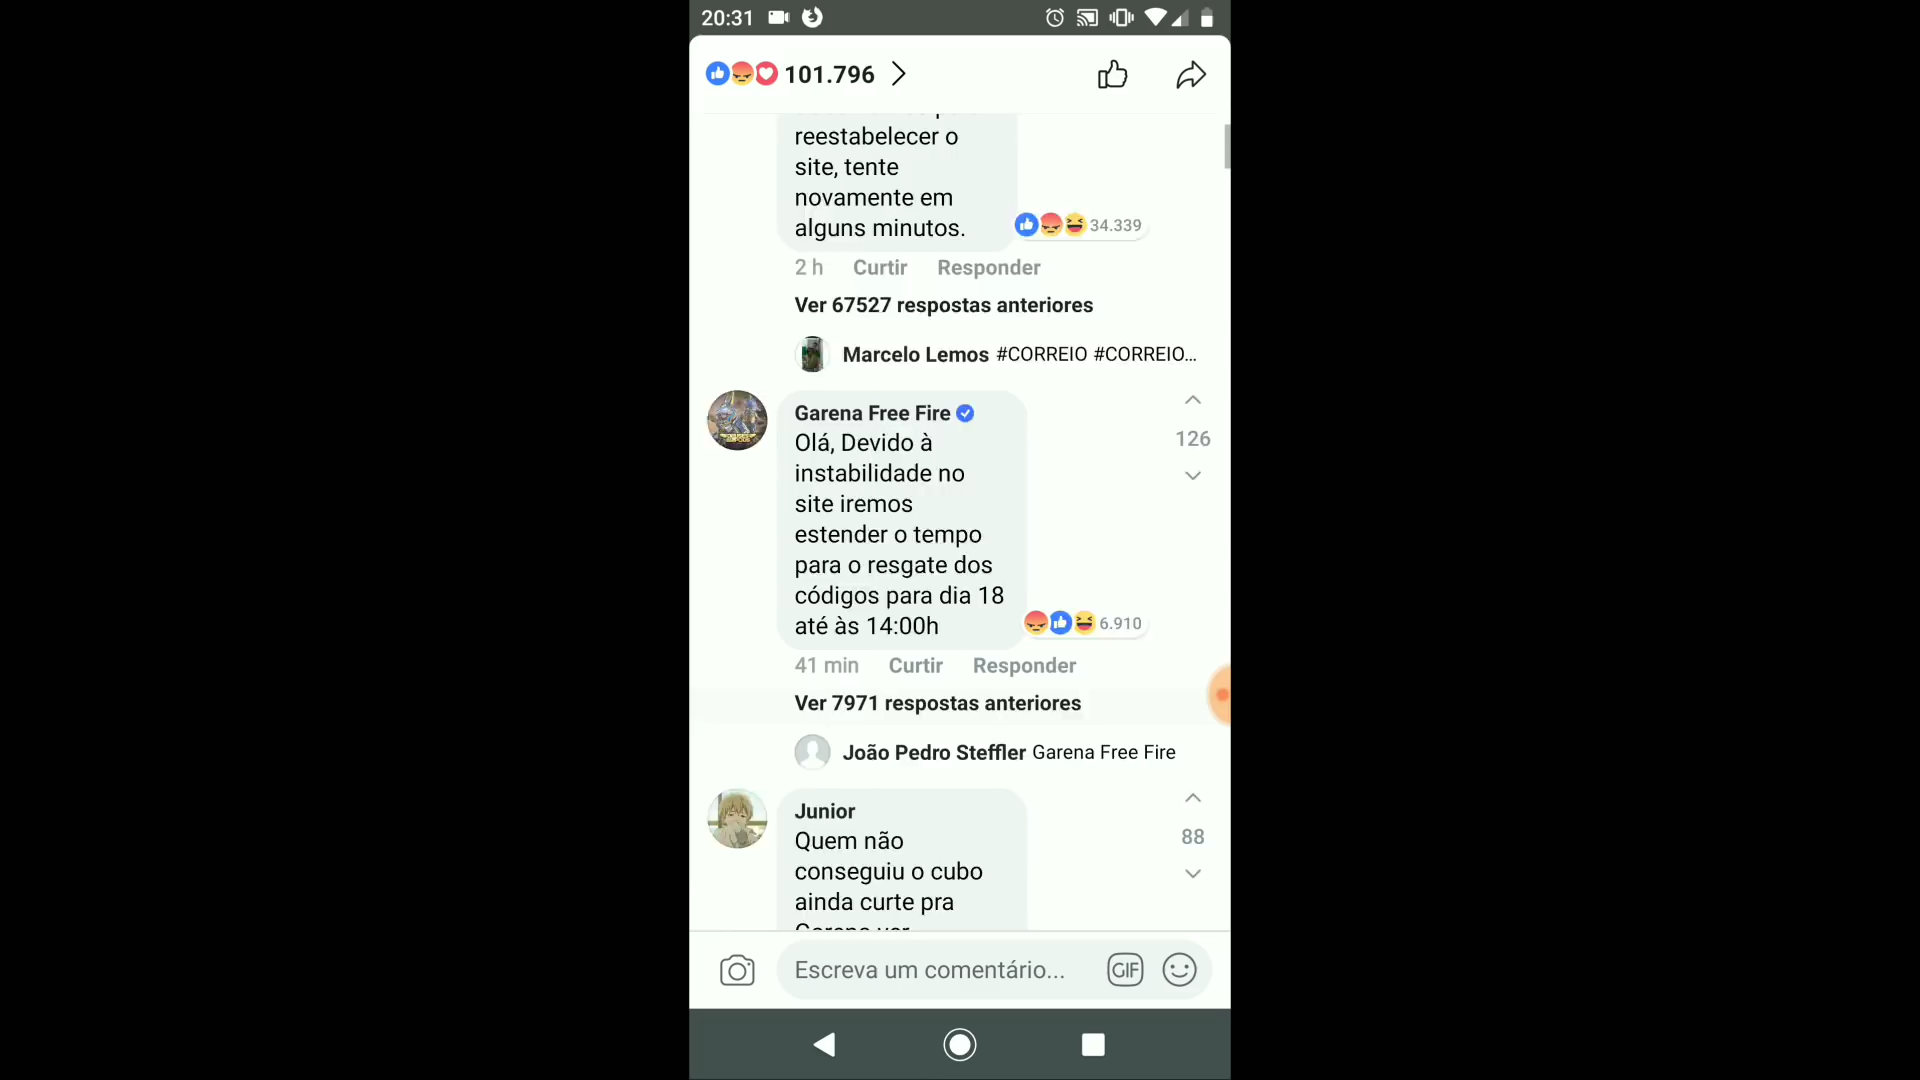 20:31
101.796
reestabelecer o
site, tente
novamente em
alguns minutos.
34.339
2 h Curtir Responder
Ver 67527 respostas anteriores
Marcelo Lemos #CORREIO #CORREIO...
Garena Free Fire
Olá, Devido à
instabilidade no
site iremos
estender o tempo
para o resgate dos
códigos para dia 18
até às 14:00h
126
6.910
41 min Curtir Responder
Ver 7971 respostas anteriores
João Pedro Steffler Garena Free Fire
Junior
Quem não
conseguiu o cubo
ainda curte pra
Garena ver
88
Escreva um comentário...
GIF